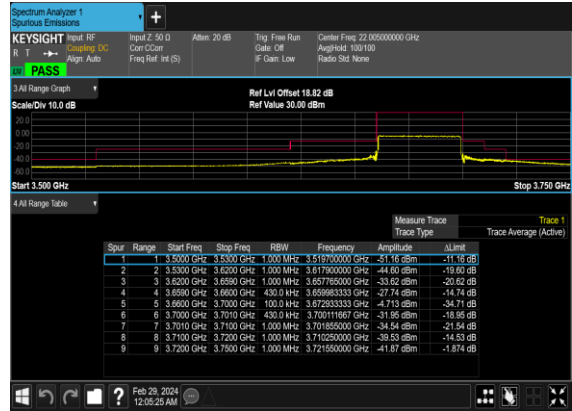 Spectrum Analyzer 1
Spurious Emissions
KEYSIGHT Input: RF Input Z: 50 Ω Atten: 20 dB Trig: Free Run Center Freq: 22.005000000 GHz
R T Coupling: DC Corr CCorr Gate: Off Avg|Hold: 100/100
Align: Auto Freq Ref: Int (S) IF Gain: Low Radio Std: None
PASS
3 All Range Graph
Ref Lvl Offset 18.82 dB
Scale/Div 10.0 dB Ref Value 30.00 dBm
20.0
0.00
-20.0
-40.0
-60.0
Start 3.500 GHz Stop 3.750 GHz
4 All Range Table
Measure Trace Trace 1
Trace Type Trace Average (Active)
Spur Range Start Freq Stop Freq RBW Frequency Amplitude ΔLimit
1 1 3.5000 GHz 3.5300 GHz 1.000 MHz 3.519700000 GHz -51.16 dBm -11.16 dB
2 2 3.5300 GHz 3.6200 GHz 1.000 MHz 3.617900000 GHz -44.60 dBm -19.60 dB
3 3 3.6200 GHz 3.6590 GHz 1.000 MHz 3.657765000 GHz -33.62 dBm -20.62 dB
4 4 3.6590 GHz 3.6600 GHz 430.0 kHz 3.659983333 GHz -27.74 dBm -14.74 dB
5 5 3.6600 GHz 3.7000 GHz 100.0 kHz 3.672933333 GHz -4.713 dBm -34.71 dB
6 6 3.7000 GHz 3.7010 GHz 430.0 kHz 3.700111667 GHz -31.95 dBm -18.95 dB
7 7 3.7010 GHz 3.7100 GHz 1.000 MHz 3.701855000 GHz -34.54 dBm -21.54 dB
8 8 3.7100 GHz 3.7200 GHz 1.000 MHz 3.710250000 GHz -39.53 dBm -14.53 dB
9 9 3.7200 GHz 3.7500 GHz 1.000 MHz 3.721550000 GHz -41.87 dBm -1.874 dB
? Feb 29, 2024
12:05:25 AM